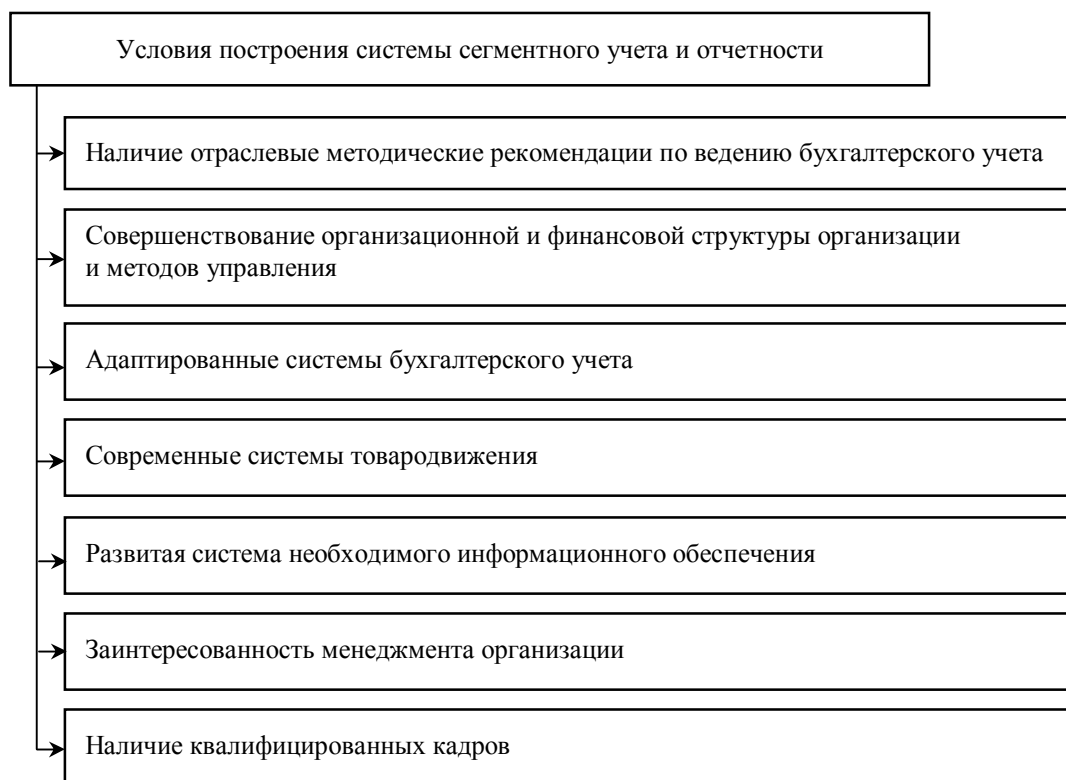 Условия построения системы сегментного учета и отчетности
Наличие отраслевые методические рекомендации по ведению бухгалтерского учета
Совершенствование организационной и финансовой структуры организации
и методов управления
Адаптированные системы бухгалтерского учета
Современные системы товародвижения
Развитая система необходимого информационного обеспечения
Заинтересованность менеджмента организации
Наличие квалифицированных кадров